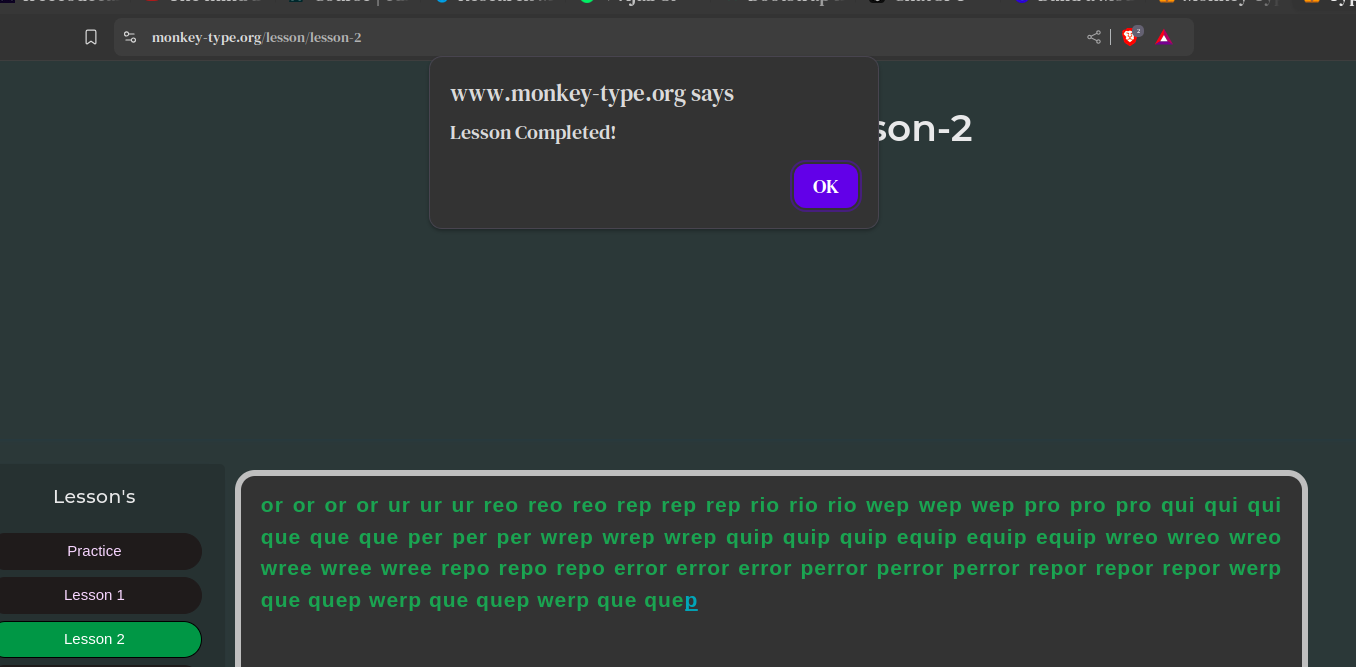 monkey-type.org/lesson/lesson-2
2
www.monkey-type.org says
Lesson Completed!
OK
son-2
Lesson's
Practice
Lesson 1
Lesson 2
or or or or ur ur ur reo reo reo rep rep rep rio rio rio wep wep wep pro pro pro qui qui qui
que que que per per per wrep wrep wrep quip quip quip equip equip equip wreo wreo wreo
wree wree wree repo repo repo error error error perror perror perror repor repor repor werp
que quep werp que quep werp que quep